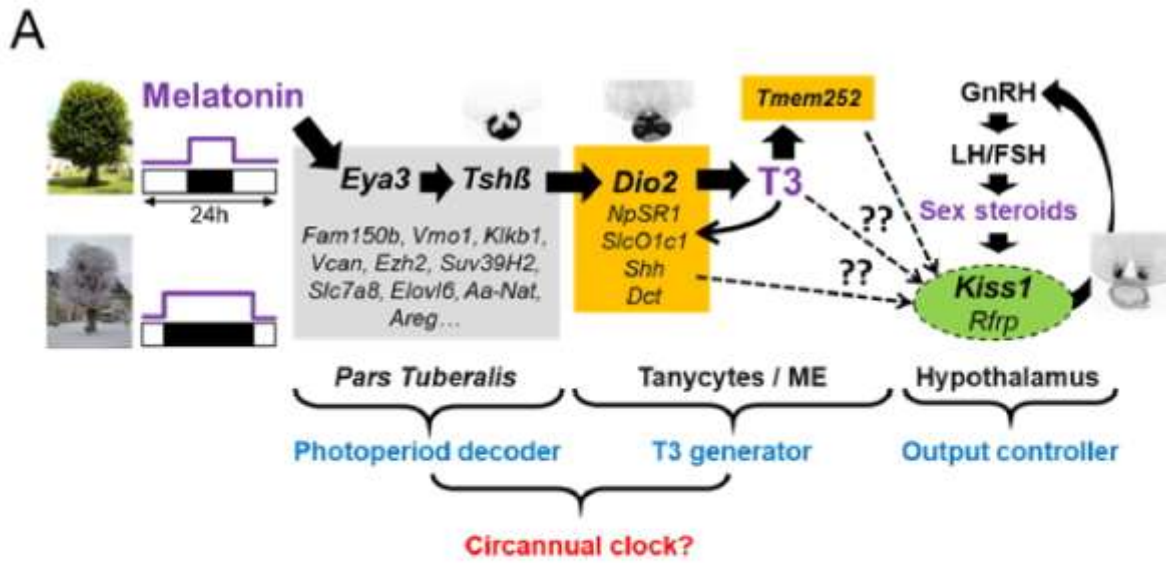 A
Melatonin
24h
Eya3
Tshß
Fam150b, Vmo1, Klkb1,
Vcan, Ezh2, Suv39H2,
Slc7a8, Elovl6, Aa-Nat,
Areg…
Dio2
NpSR1
SlcO1c1
Shh
Dct
T3
Tmem252
??
??
GnRH
LH/FSH
Sex steroids
Kiss1
Rfrp
Pars Tuberalis
Tanycytes / ME
Hypothalamus
Photoperiod decoder
T3 generator
Output controller
Circannual clock?